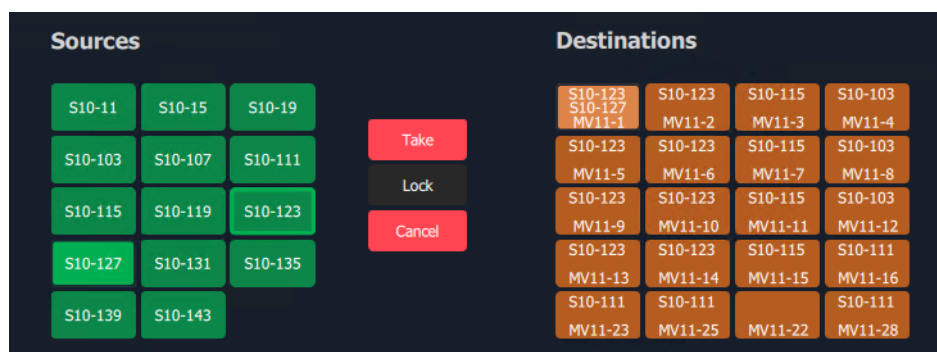 Sources
Destinations
S10-11 S10-15 S10-19
S10-103 S10-107 S10-111
S10-115 S10-119 S10-123
S10-127 S10-131 S10-135
S10-139 S10-143
Take
Lock
Cancel
S10-123 S10-123 S10-115 S10-103
S10-127
MV11-1 MV11-2 MV11-3 MV11-4
S10-123 S10-123 S10-115 S10-103
MV11-5 MV11-6 MV11-7 MV11-8
S10-123 S10-123 S10-115 S10-103
MV11-9 MV11-10 MV11-11 MV11-12
S10-123 S10-123 S10-115 S10-111
MV11-13 MV11-14 MV11-15 MV11-16
S10-111 S10-111 S10-111
MV11-23 MV11-25 MV11-22 MV11-28